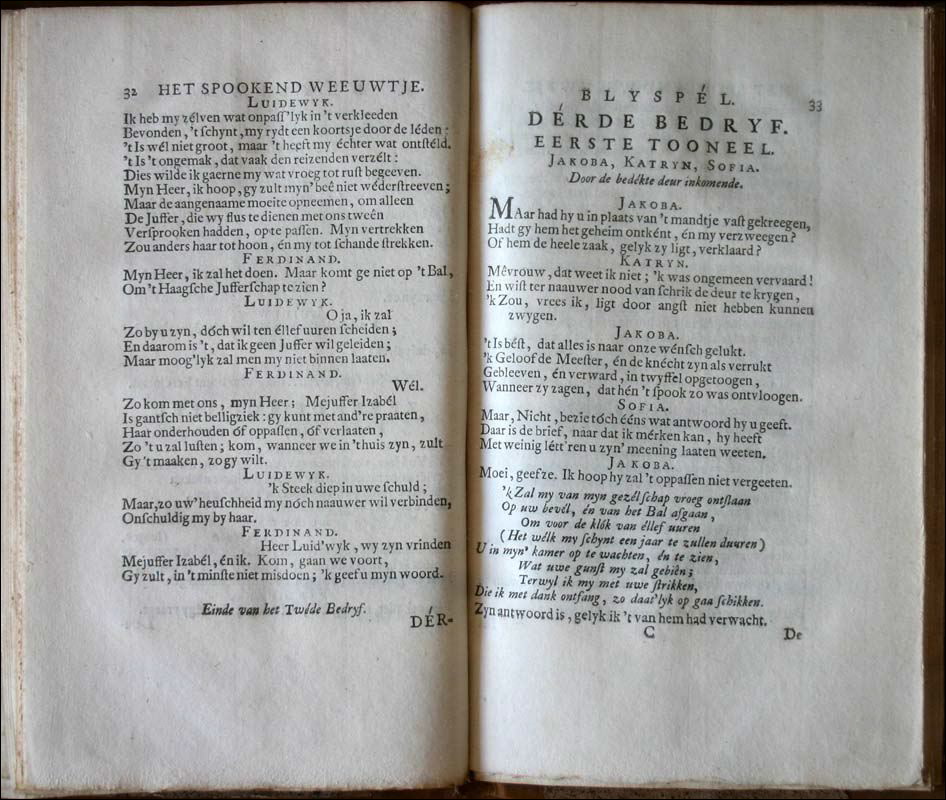 32 HET SPOOKEND WEEUWTJE.
LUIDEWYK.
Ik heb my zélven wat onpaſſ'lyk in 't verkleeden
Bevonden, 't ſchynt, my rydt een koortsje door de léden:
't Is wél niet groot, maar 't heeft my échter wat ontſtéld.
't Is 't ongemak, dat vaak den reizenden verzélt:
Dies wilde ik gaerne my wat vroeg tot ruſt begeeven.
Myn Heer, ik hoop, gy zult myn' beê niet wéderſtreeven;
Maar de aangenaame moeite opneemen, om alleen
De Juffer, die wy flus te dienen met ons tweên
Verſprooken hadden, op te paſſen. Myn vertrekken
Zou anders haar tot hoon, én my tot ſchande ſtrekken.
FERDINAND.
Myn Heer, ik zal het doen. Maar komt ge niet op 't Bal,
Om 't Haagſche Jufferſchap te zien?
LUIDEWYK.
O ja, ik zal
Zo by u zyn, dóch wil ten éllef uuren ſcheiden;
En daarom is 't, dat ik geen Juffer wil geleiden;
Maar moog'lyk zal men my niet binnen laaten.
FERDINAND.
Wél.
Zo kom met ons, myn Heer; Mejuffer Izabél
Is gantſch niet belligziek: gy kunt met and're praaten,
Haar onderhouden óf oppaſſen, óf verlaaten,
Zo 't u zal luſten; kom, wanneer we in 't huis zyn, zult
Gy 't maaken, zo gy wilt.
LUIDEWYK.
'k Steek diep in uwe ſchuld;
Maar, zo uw' heuſchheid my nóch naauwer wil verbinden,
Onſchuldig my by haar.
FERDINAND.
Heer Luid'wyk, wy zyn vrinden
Mejuffer Izabél, én ik. Kom, gaan we voort,
Gy zult, in 't minſte niet misdoen; 'k geef u myn woord.
Einde van het Twéde Bedryf.
DÉR-
BLYSPÉL. 33
DÉRDE BEDRYF.
EERSTE TOONEEL.
JAKOBA, KATRYN, SOFIA.
Door de bedékte deur inkomende.
JAKOBA.
MAar had hy u in plaats van 't mandtje vaſt gekreegen,
Hadt gy hem het geheim ontként, én my verzweegen?
Of hem de heele zaak, gelyk zy ligt, verklaard?
KATRYN.
Mêvrouw, dat weet ik niet; 'k was ongemeen vervaard!
En wiſt ter naauwer nood van ſchrik de deur te krygen,
'k Zou, vrees ik, ligt door angſt niet hebben kunnen
zwygen.
JAKOBA.
't Is béſt, dat alles is naar onze wénſch gelukt.
'k Geloof de Meeſter, én de knécht zyn als verrukt
Gebleeven, én verward, in twyffel opgetoogen,
Wanneer zy zagen, dat hén 't ſpook zo was ontvloogen.
SOFIA.
Maar, Nicht, bezie tóch ééns wat antwoord hy u geeft.
Daar is de brief, naar dat ik mérken kan, hy heeft
Met weinig létt'ren u zyn' meening laaten weeten.
JAKOBA.
Moei, geef ze. Ik hoop hy zal 't oppaſſen niet vergeeten.
'k Zal my van myn gezélſchap vroeg ontſlaan
Op uw bevél, én van het Bal afgaan,
Om voor de klók van éllef uuren
(Het wélk my ſchynt een jaar te zullen duuren)
U in myn' kamer op te wachten, én te zien,
Wat uwe gunſt my zal gebiên;
Terwyl ik my met uwe ſtrikken,
Die ik met dank ontfang, zo daat'lyk op gaa ſchikken.
Zyn antwoord is, gelyk ik 't van hem had verwacht.
C De